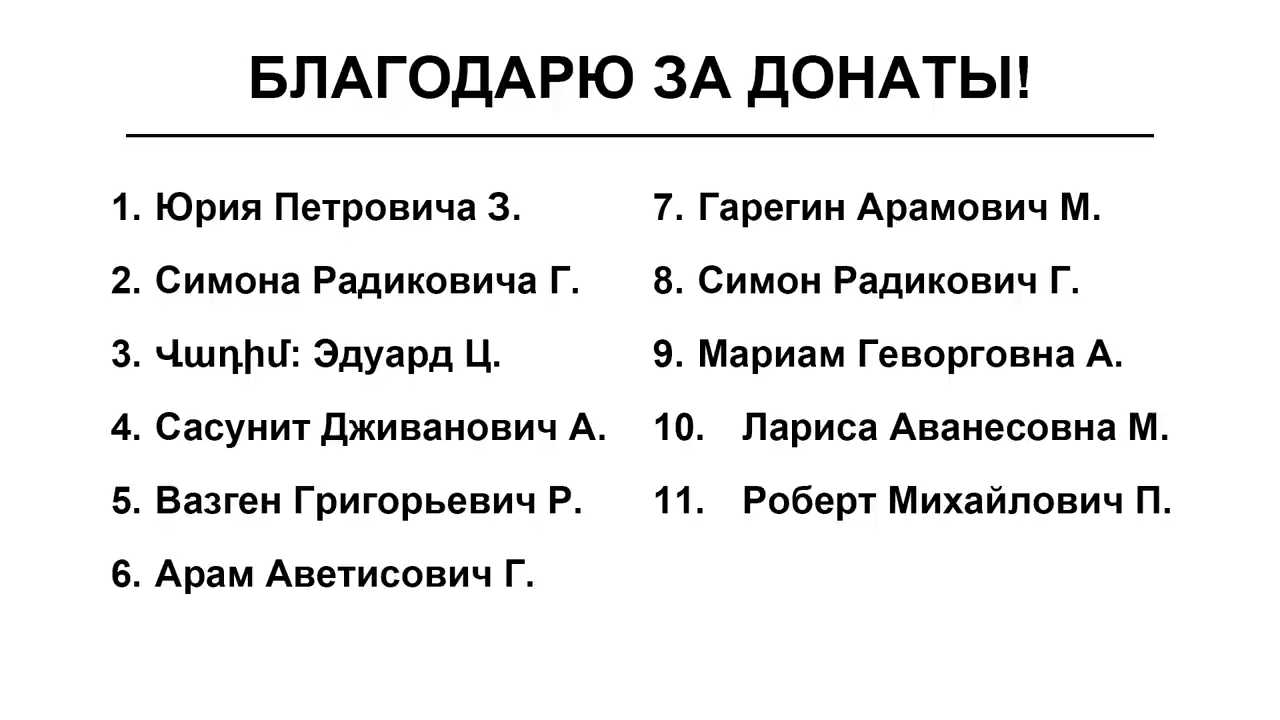 БЛАГОДАРЮ ЗА ДОНАТЫ!
1. Юрия Петровича З.
2. Симона Радиковича Г.
3. Վադիմ: Эдуард Ц.
4. Сасунит Дживанович А.
5. Вазген Григорьевич Р.
6. Арам Аветисович Г.
7. Гарегин Арамович М.
8. Симон Радикович Г.
9. Мариам Геворговна А.
10. Лариса Аванесовна М.
11. Роберт Михайлович П.